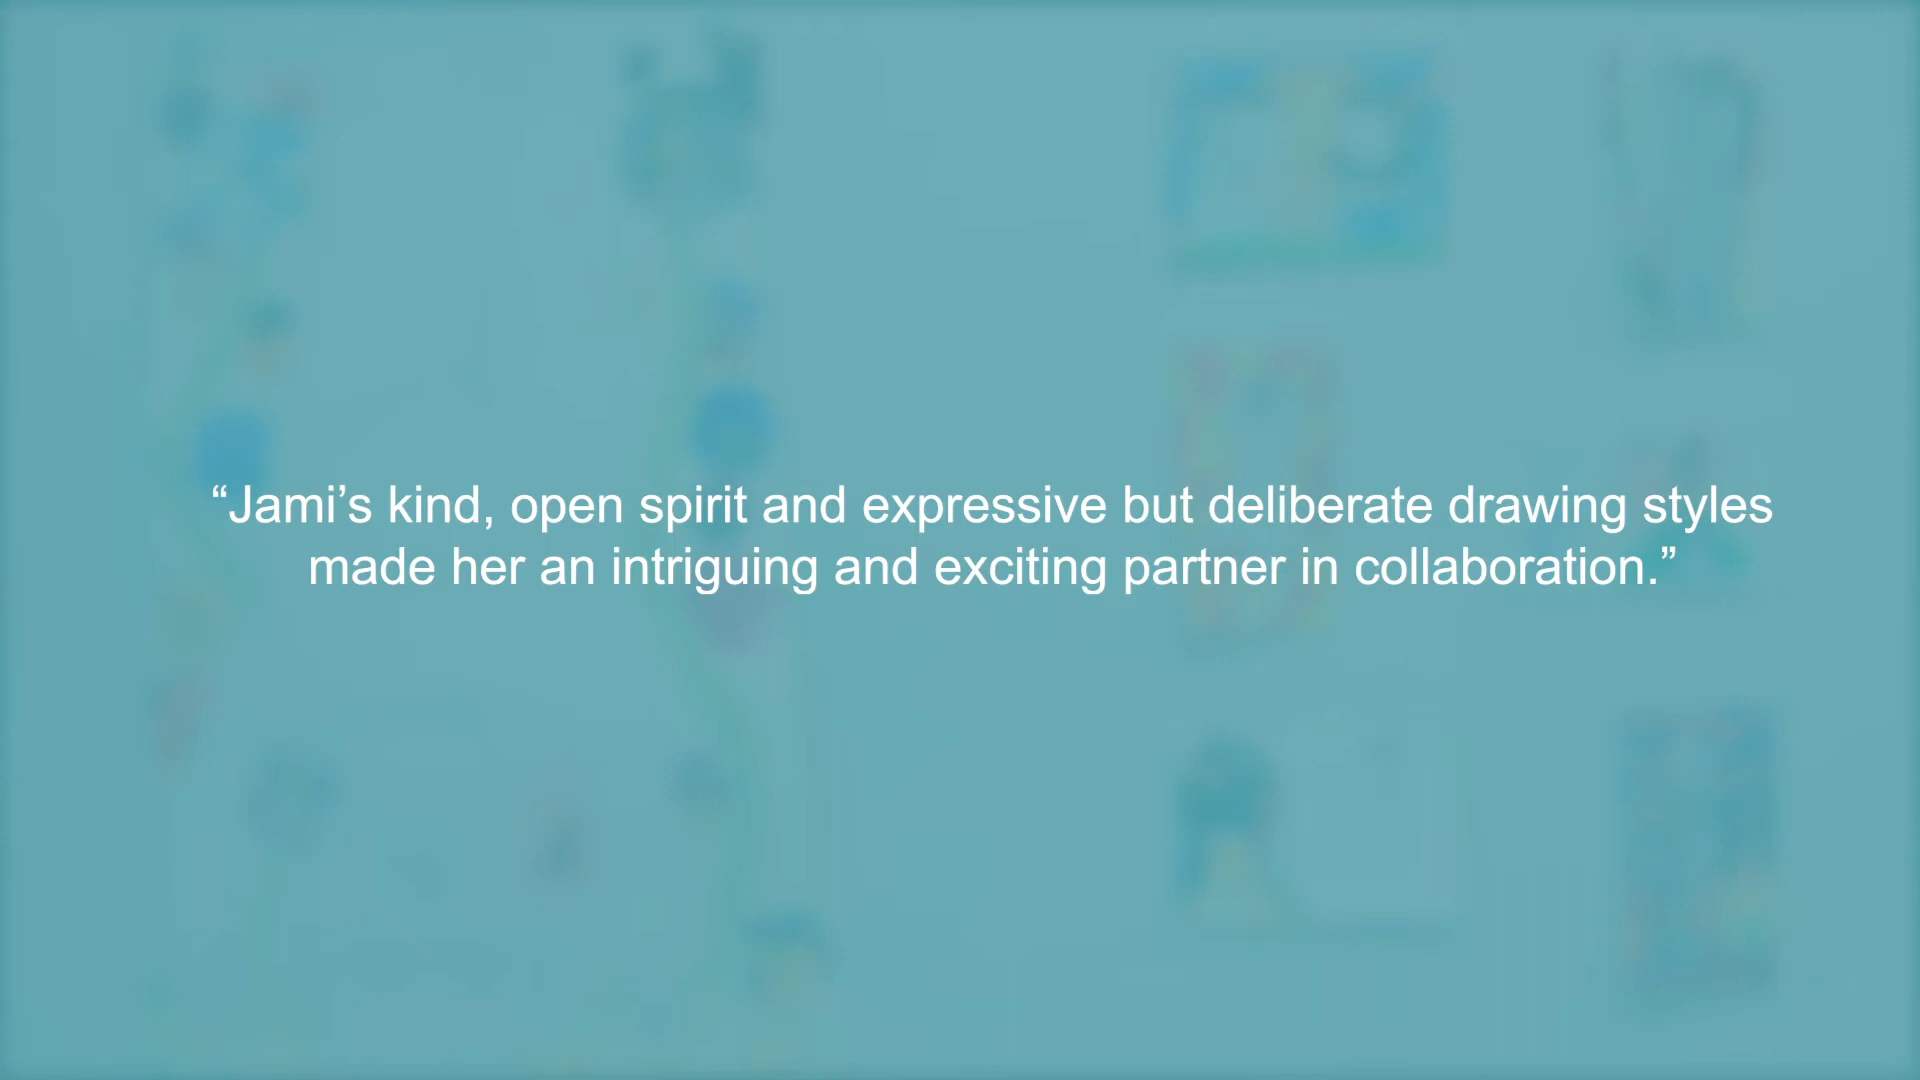 “Jami’s kind, open spirit and expressive but deliberate drawing styles
made her an intriguing and exciting partner in collaboration.”